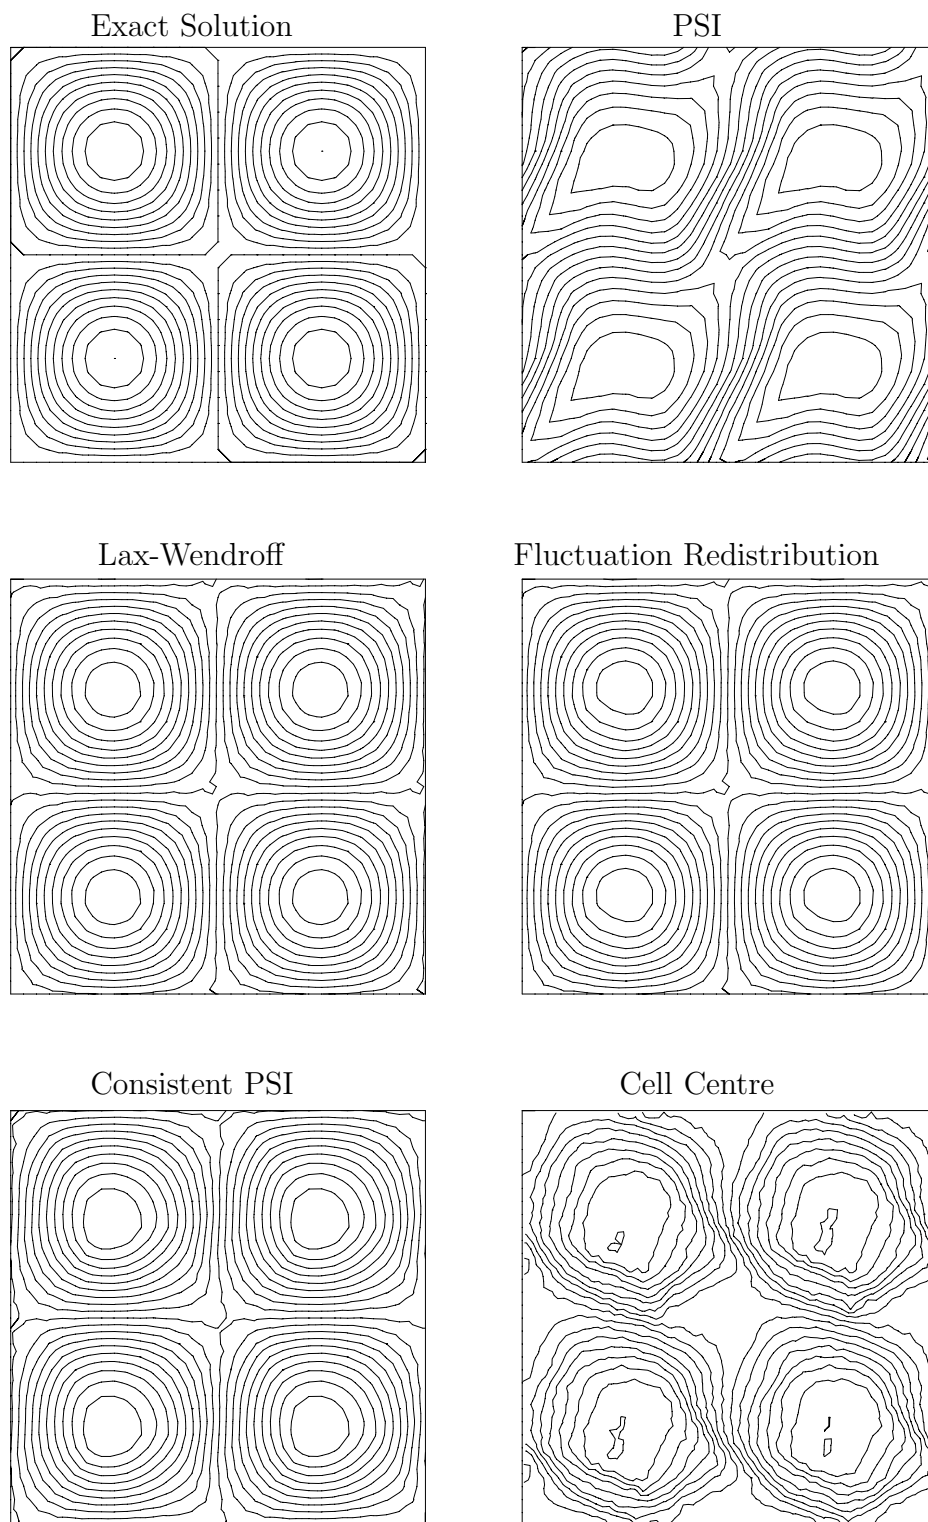 Exact Solution
PSI
Lax-Wendroff
Fluctuation Redistribution
Consistent PSI
Cell Centre